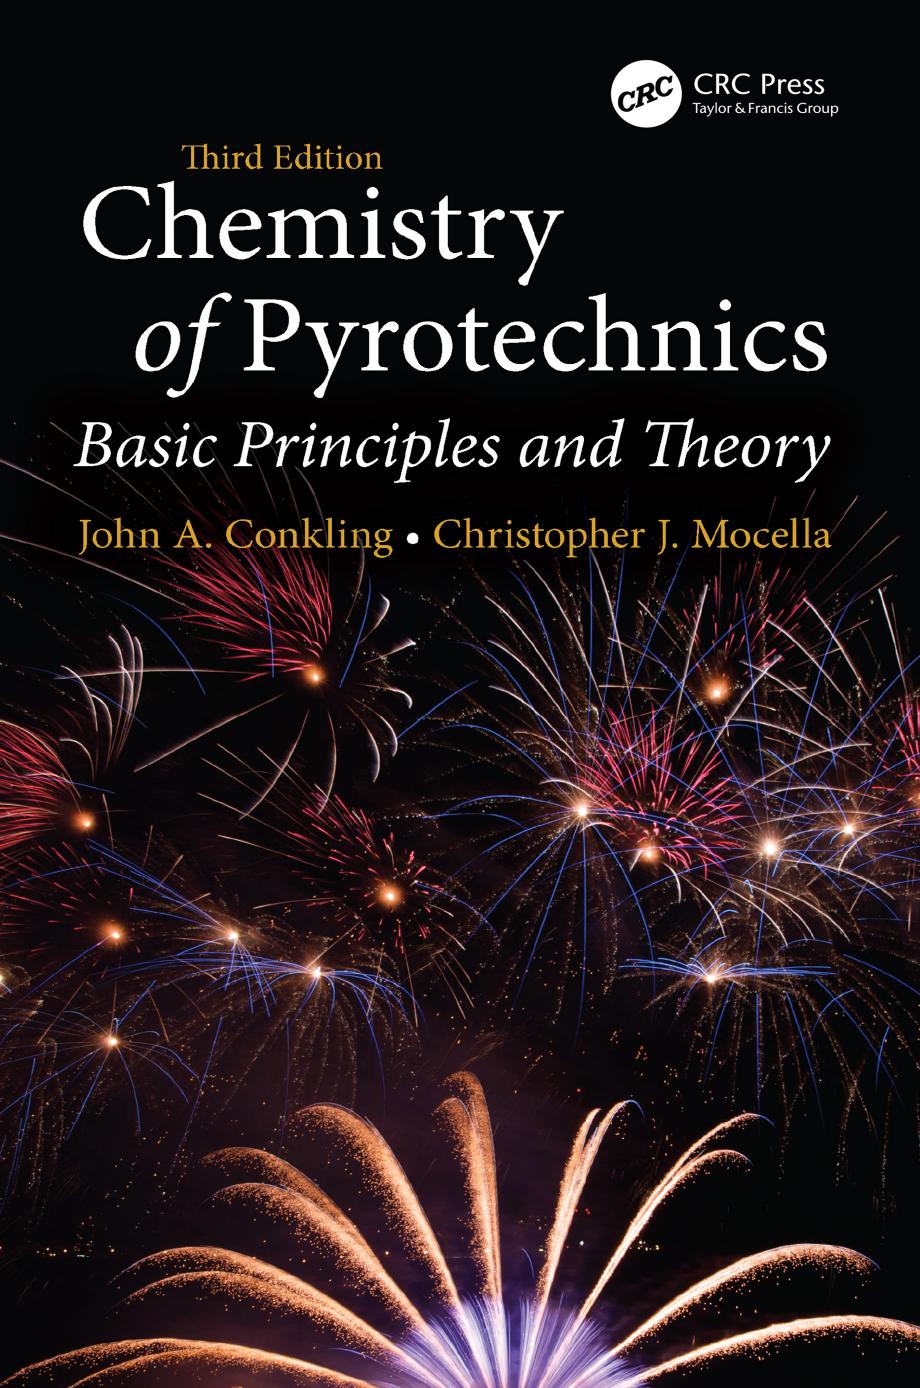 CRC
CRC Press
Taylor & Francis Group
Third Edition
Chemistry
of Pyrotechnics
Basic Principles and Theory
John A. Conkling • Christopher J. Mocella